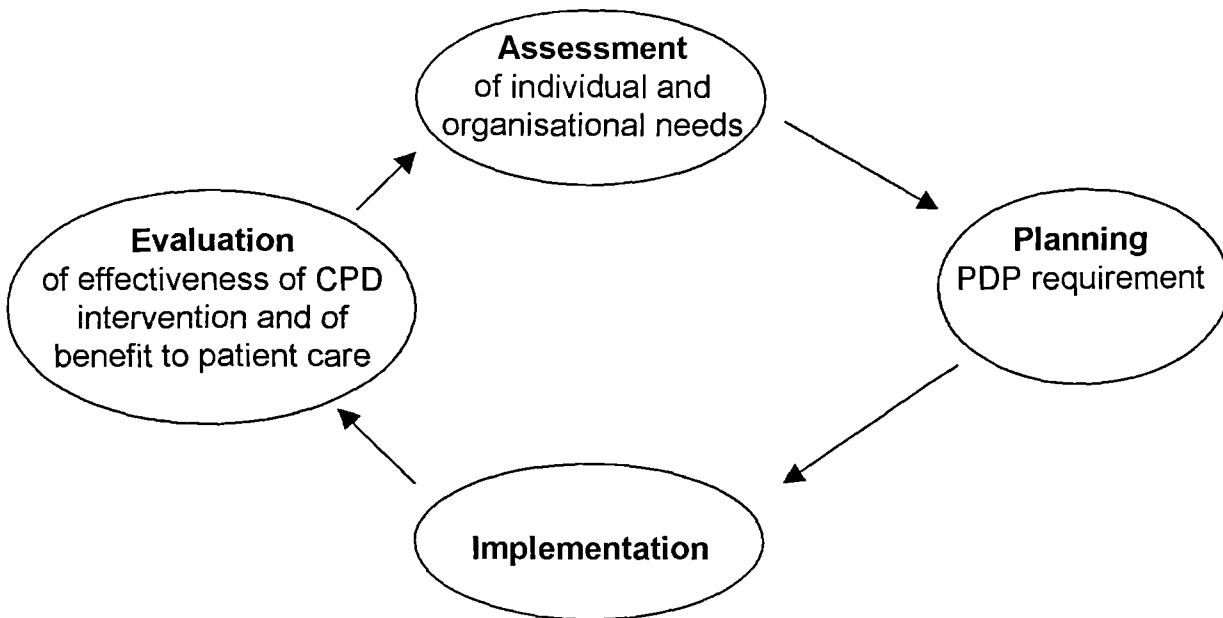 Assessment
of individual and
organisational needs
Evaluation
of effectiveness of CPD
intervention and of
benefit to patient care
Planning
PDP requirement
Implementation